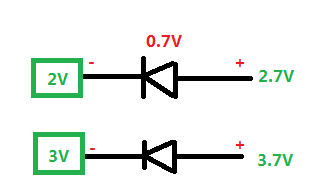 0.7V
- +
2V 2.7V
- +
3V 3.7V